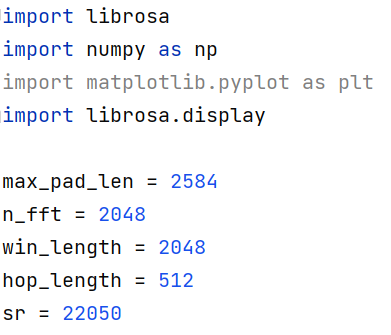 import librosa
import numpy as np
import matplotlib.pyplot as plt
import librosa.display
max_pad_len = 2584
n_fft = 2048
win_length = 2048
hop_length = 512
sr = 22050